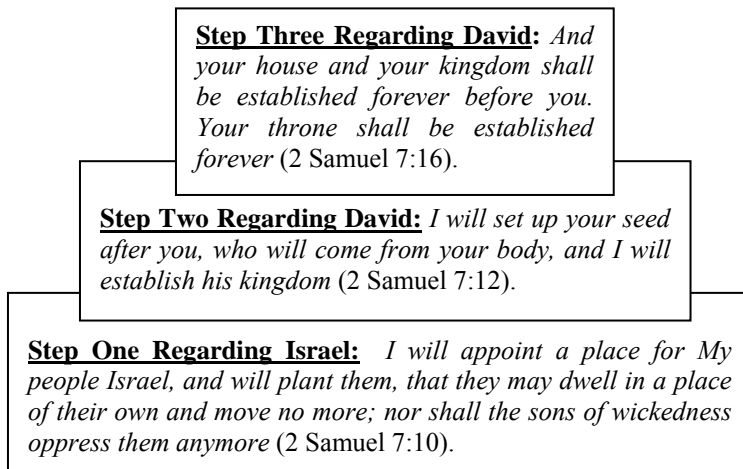 Step Three Regarding David: And
your house and your kingdom shall
be established forever before you.
Your throne shall be established
forever (2 Samuel 7:16).
Step Two Regarding David: I will set up your seed
after you, who will come from your body, and I will
establish his kingdom (2 Samuel 7:12).
Step One Regarding Israel: I will appoint a place for My
people Israel, and will plant them, that they may dwell in a place
of their own and move no more; nor shall the sons of wickedness
oppress them anymore (2 Samuel 7:10).